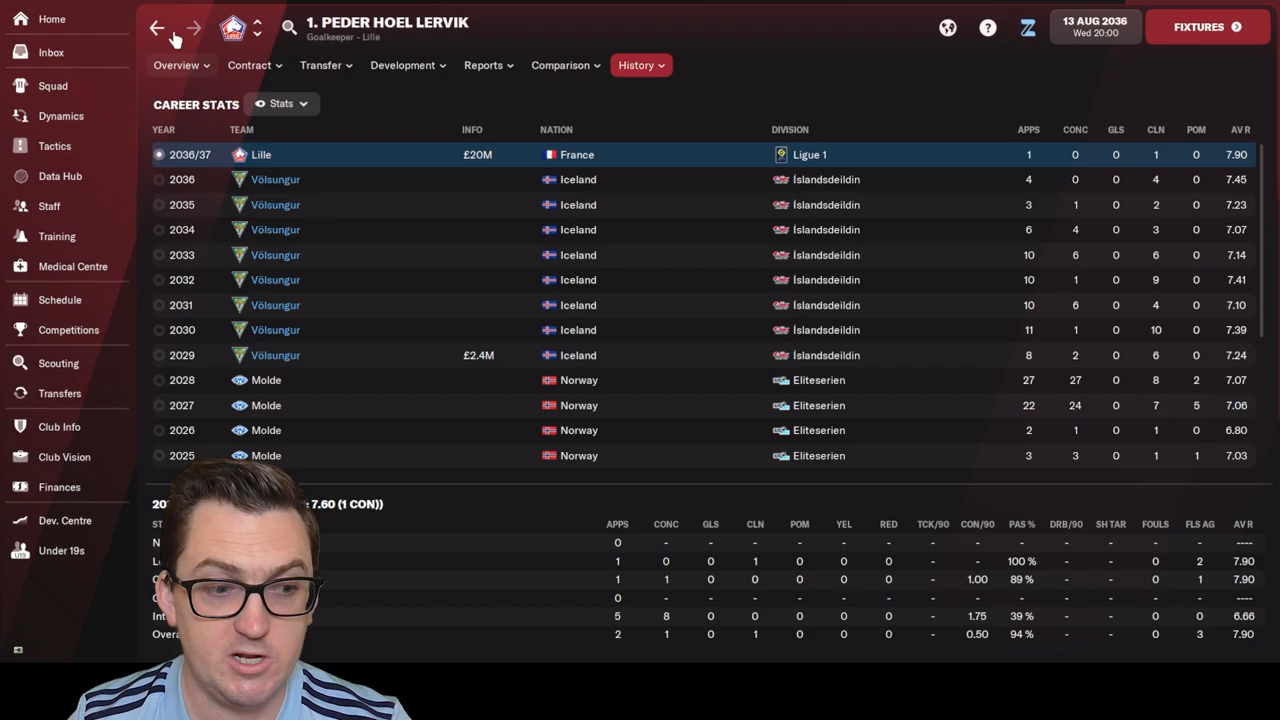 Home
Inbox
Squad
Dynamics
Tactics
Data Hub
Staff
Training
Medical Centre
Schedule
Competitions
Scouting
Transfers
Club Info
Club Vision
Finances
Dev. Centre
Under 19s
1. PEDER HOEL LERVIK
Goalkeeper - Lille
13 AUG 2036
Wed 20:00
FIXTURES
Overview Contract Transfer Development Reports Comparison History
CAREER STATS Stats
YEAR TEAM INFO NATION DIVISION APPS CONC GLS CLN POM AV R
2036/37 Lille £20M France Ligue 1 1 0 0 1 0 7.90
2036 Völsungur Iceland Íslandsdeildin 4 0 0 4 0 7.45
2035 Völsungur Iceland Íslandsdeildin 3 1 0 2 0 7.23
2034 Völsungur Iceland Íslandsdeildin 6 4 0 3 0 7.07
2033 Völsungur Iceland Íslandsdeildin 10 6 0 6 0 7.14
2032 Völsungur Iceland Íslandsdeildin 10 1 0 9 0 7.41
2031 Völsungur Iceland Íslandsdeildin 10 6 0 4 0 7.10
2030 Völsungur Iceland Íslandsdeildin 11 1 0 10 0 7.39
2029 Völsungur £2.4M Iceland Íslandsdeildin 8 2 0 6 0 7.24
2028 Molde Norway Eliteserien 27 27 0 8 2 7.07
2027 Molde Norway Eliteserien 22 24 0 7 5 7.06
2026 Molde Norway Eliteserien 2 1 0 1 0 6.80
2025 Molde Norway Eliteserien 3 3 0 1 1 7.03
: 7.60 (1 CON))
APPS CONC GLS CLN POM YEL RED TCK/90 CON/90 PAS % DRB/90 SH TAR FOULS FLS AG AV R
0 - - - - - - - - - - - - - ----
1 0 0 1 0 0 0 - - 100 % - - 0 2 7.90
1 1 0 0 0 0 0 - 1.00 89 % - - 0 1 7.90
0 - - - - - - - - - - - - - ----
5 8 0 0 0 0 0 - 1.75 39 % - - 0 0 6.66
2 1 0 1 0 0 0 - 0.50 94 % - - 0 3 7.90